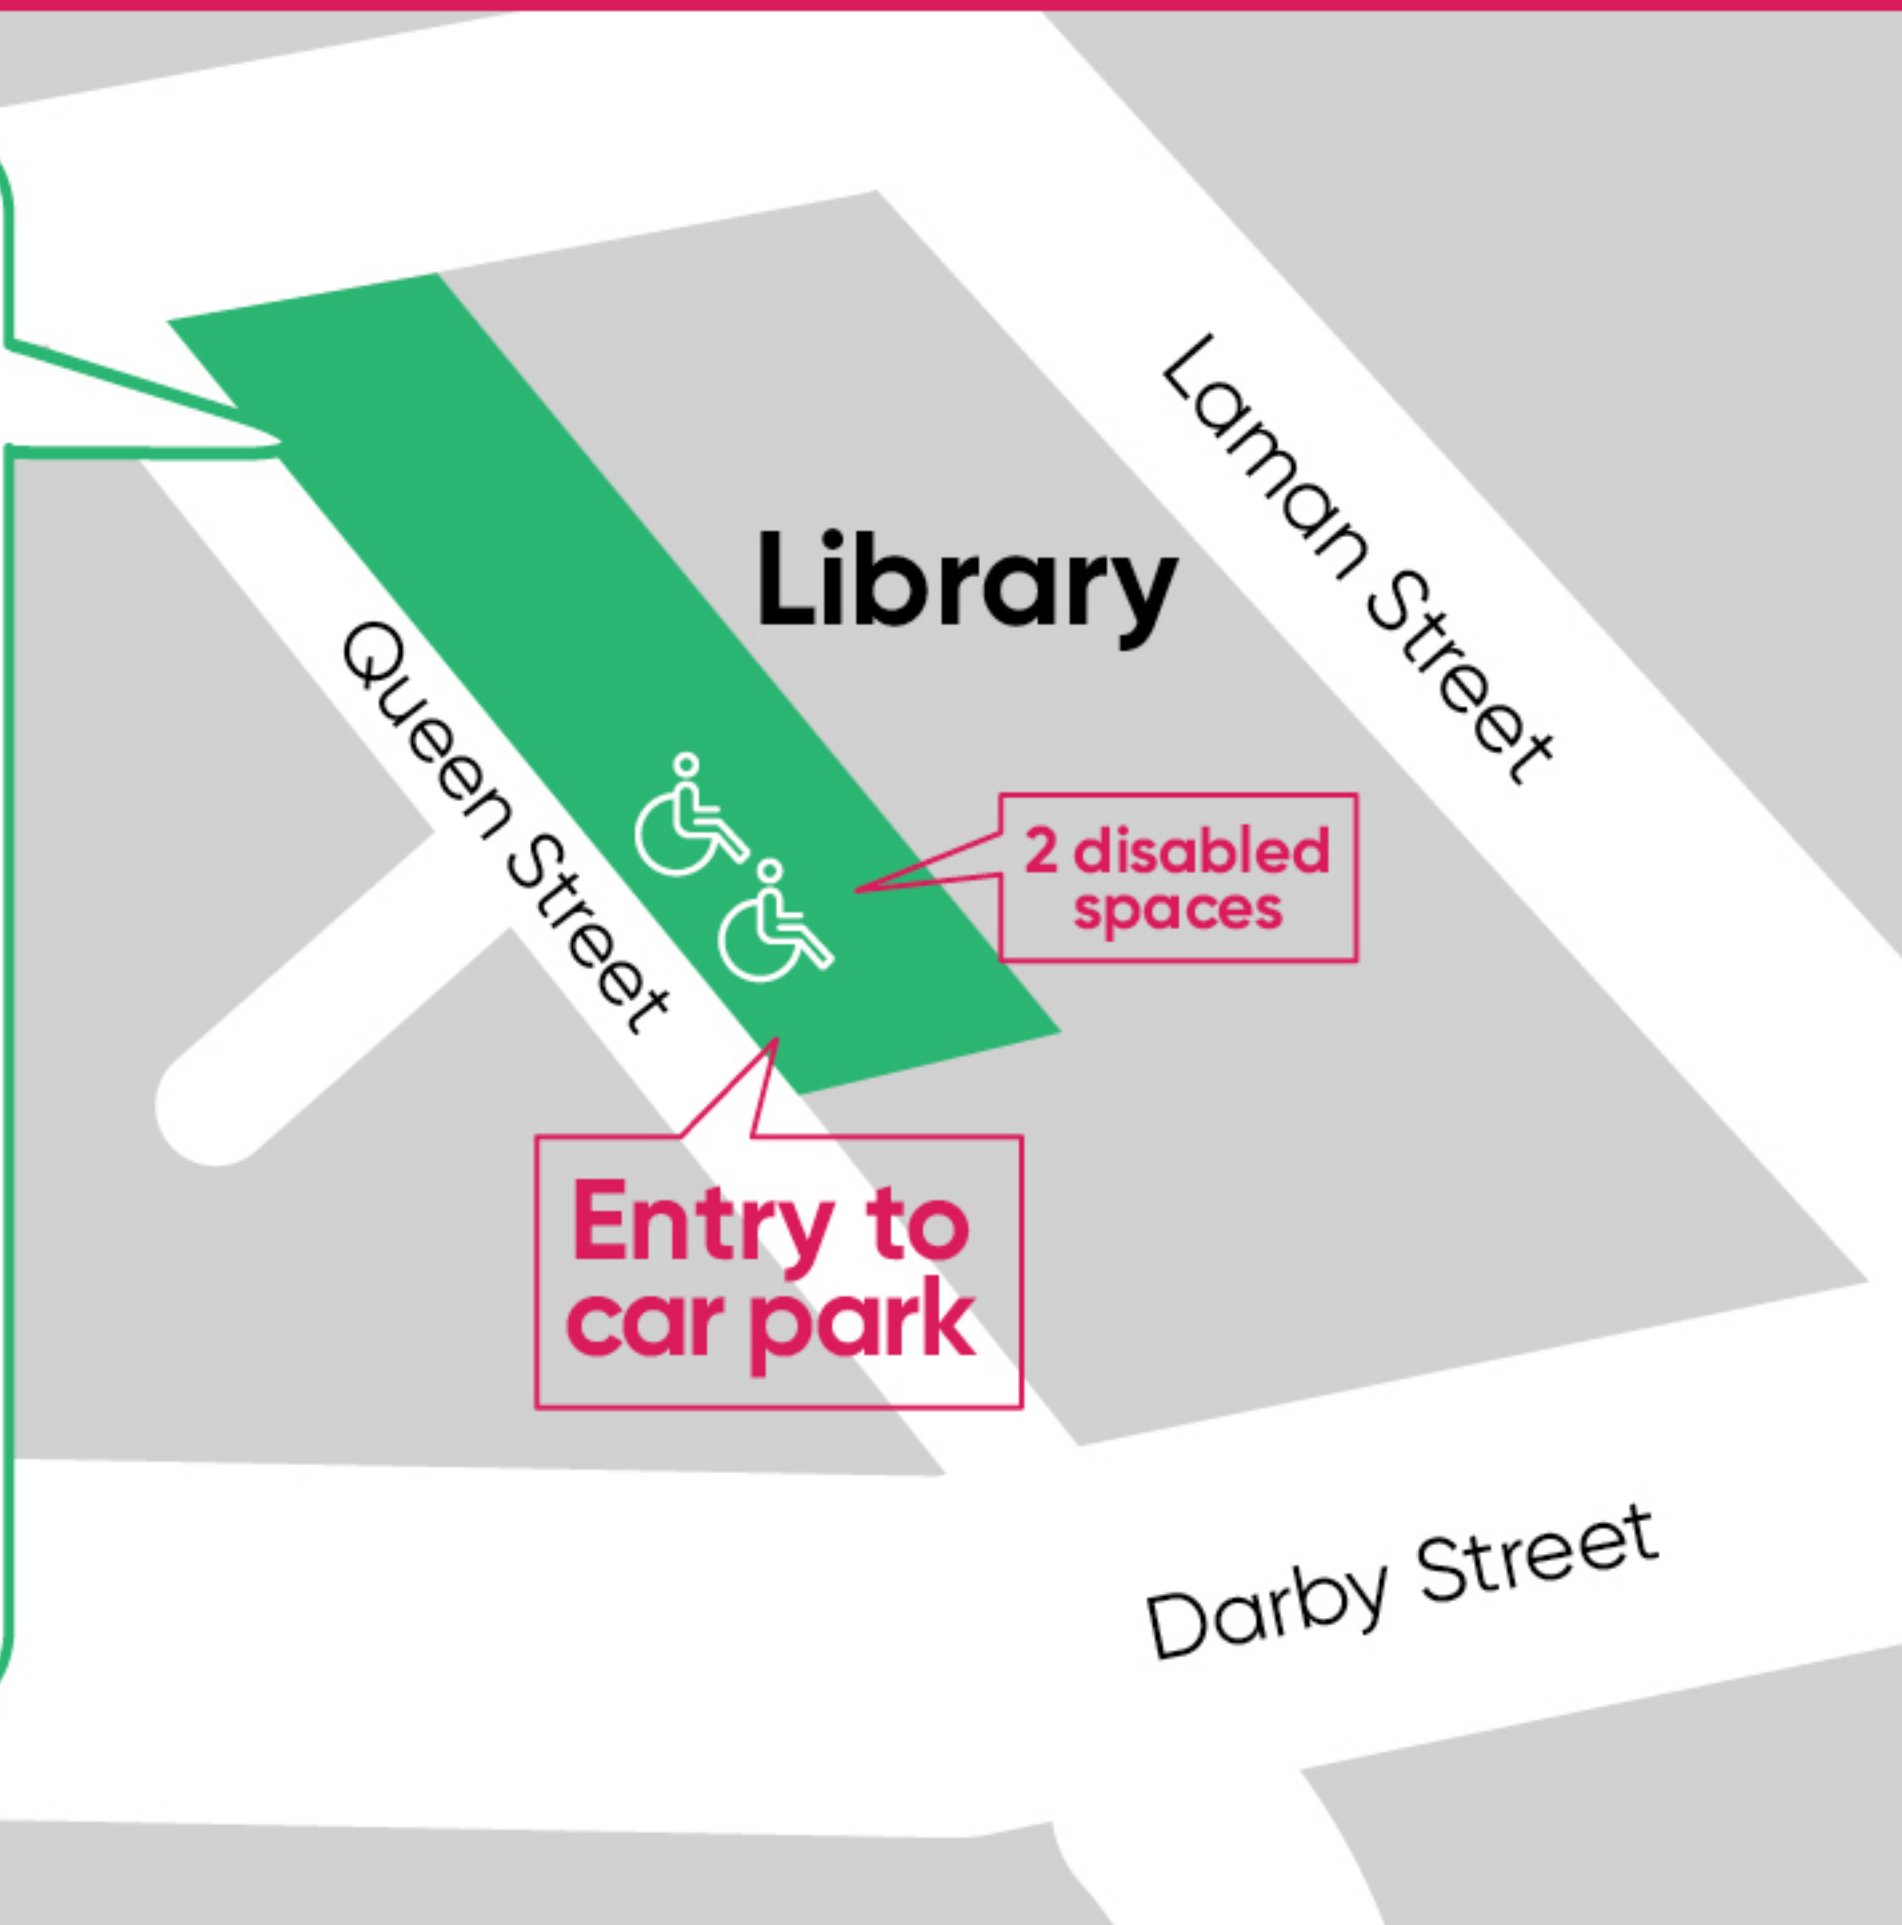 Laman Street
Library
Queen Street
2 disabled
spaces
Entry to
car park
Darby Street